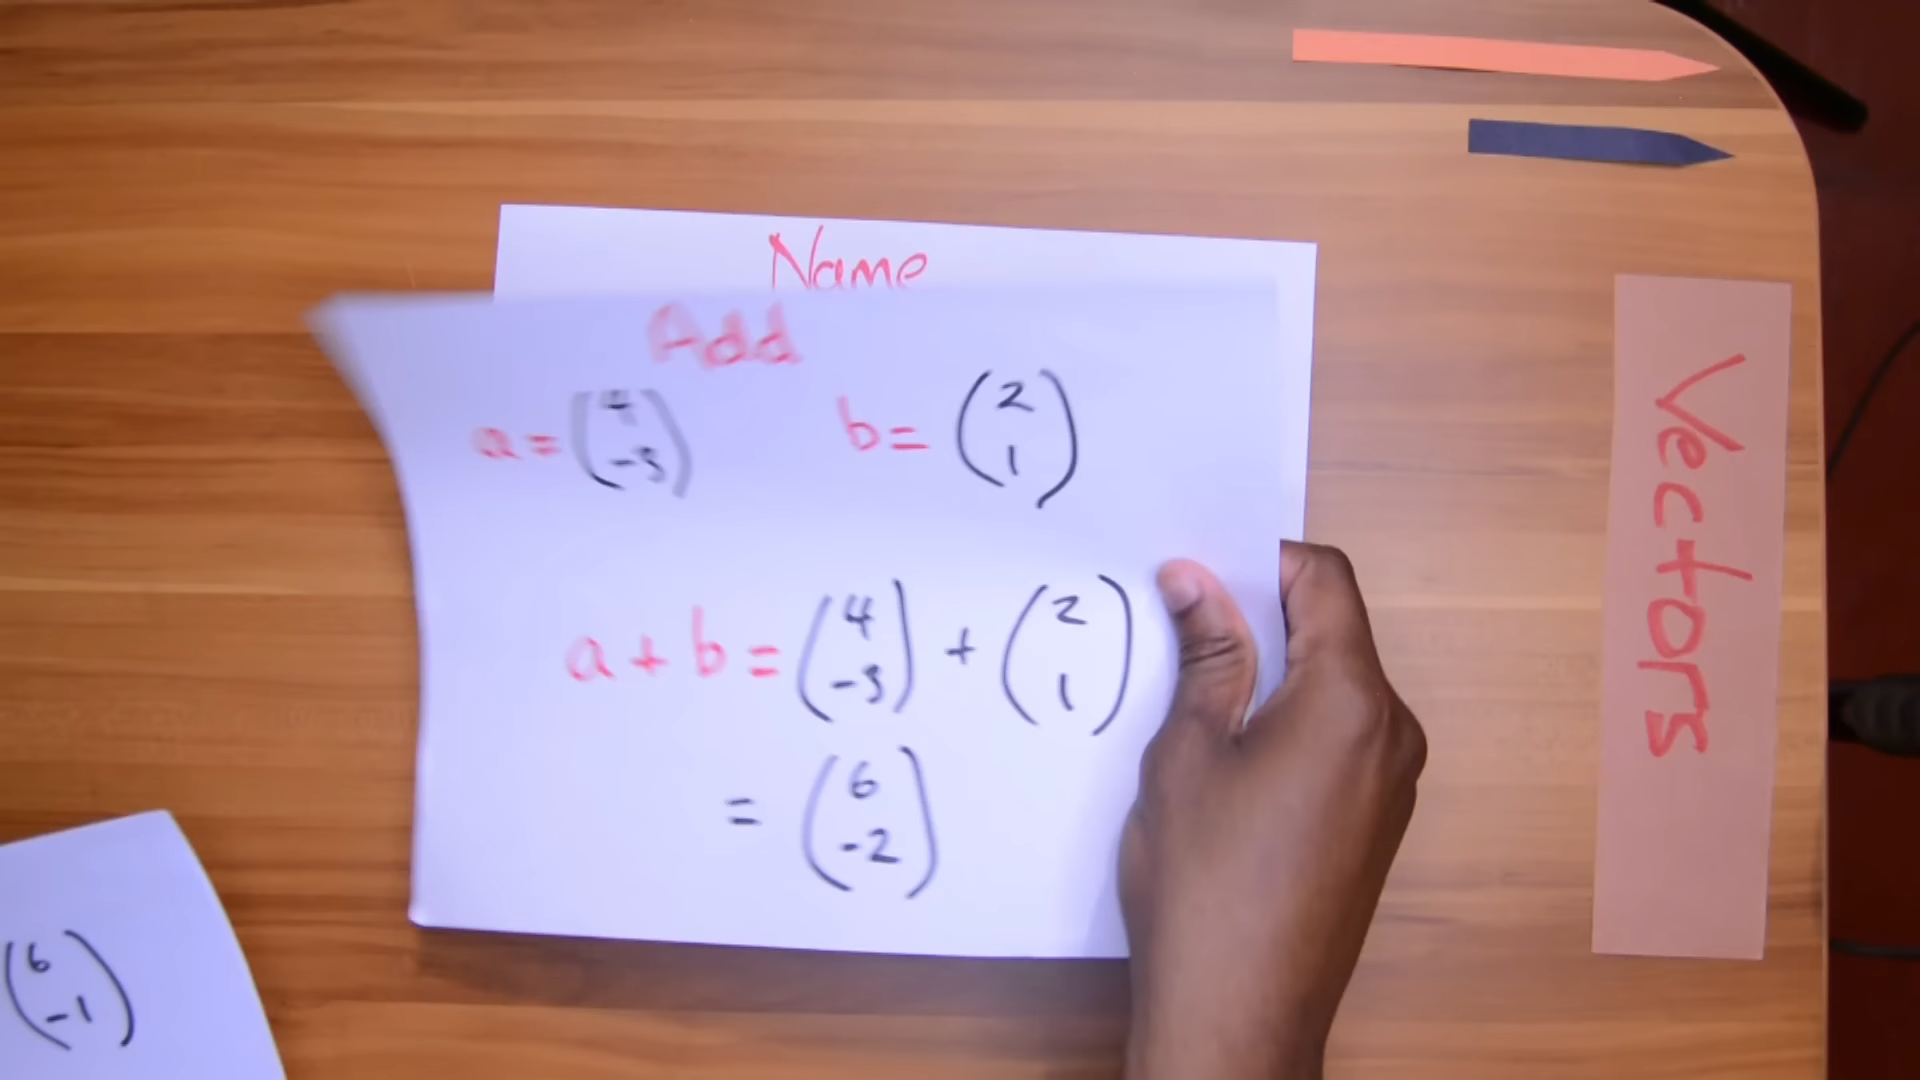 Name
Add
a = (4 -3) b = (2 1)
a + b = (4 -3) + (2 1)
= (6 -2)
(6 -1)
Vectors